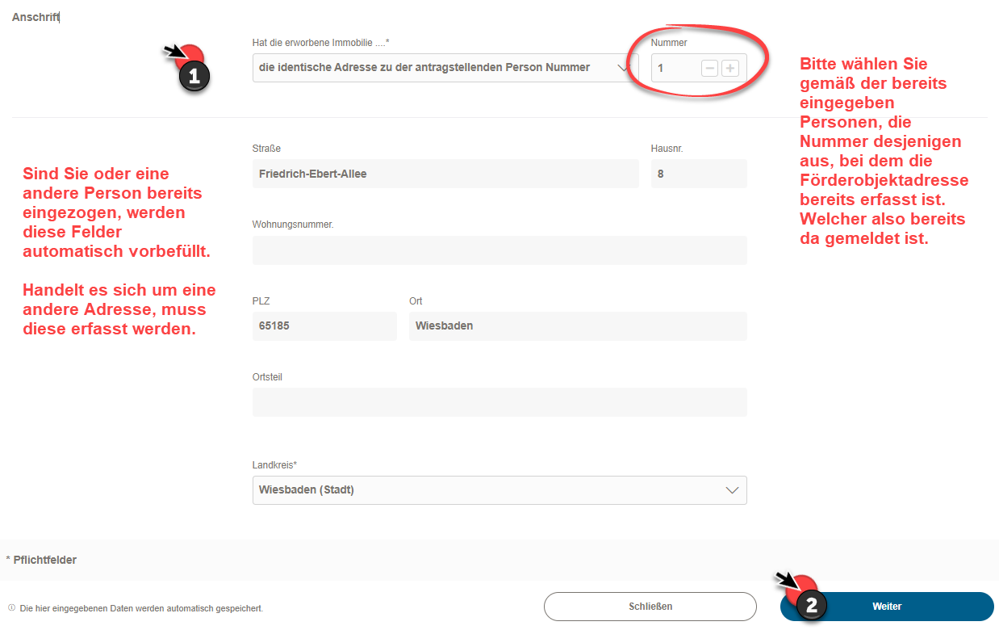 Anschrift
Hat die erworbene Immobilie ....*
Nummer
die identische Adresse zu der antragstellenden Person Nummer
1
1
Bitte wählen Sie
gemäß der bereits
eingegeben
Personen, die
Nummer desjenigen
aus, bei dem die
Förderobjektadresse
bereits erfasst ist.
Welcher also bereits
da gemeldet ist.
Sind Sie oder eine
andere Person bereits
eingezogen, werden
diese Felder
automatisch vorbefüllt.
Handelt es sich um eine
andere Adresse, muss
diese erfasst werden.
Straße
Hausnr.
Friedrich-Ebert-Allee
8
Wohnungsnummer.
PLZ
Ort
65185
Wiesbaden
Ortsteil
Landkreis*
Wiesbaden (Stadt)
* Pflichtfelder
Die hier eingegebenen Daten werden automatisch gespeichert.
Schließen
2
Weiter